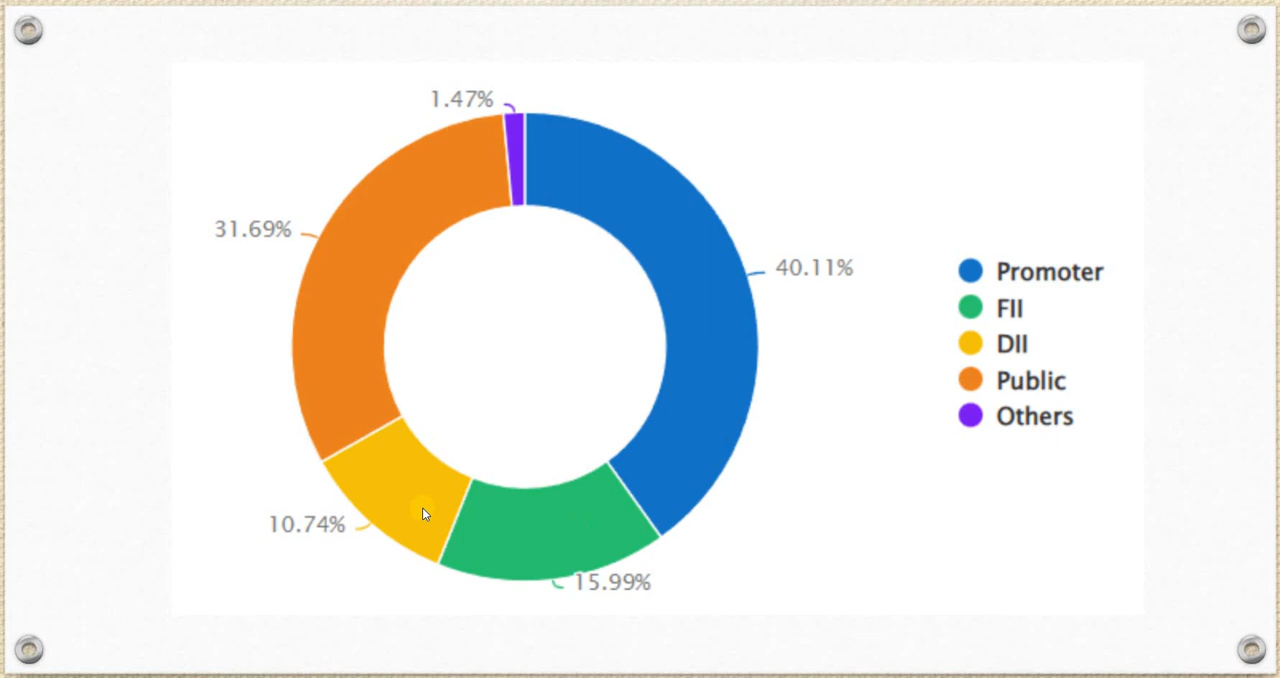 1.47%
31.69%
40.11%
10.74%
15.99%
Promoter
FII
DII
Public
Others